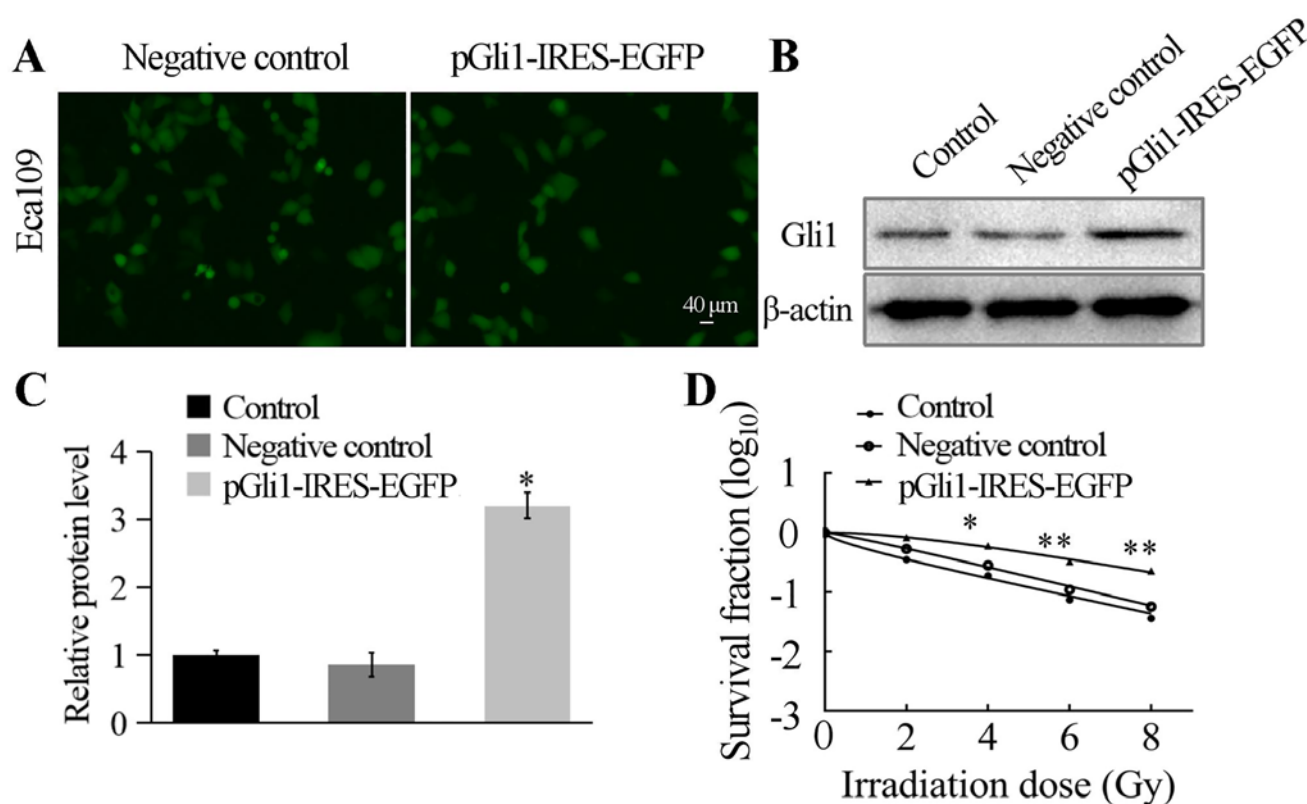 A
Negative control
pGli1-IRES-EGFP
Eca109
40 μm
B
Control
Negative control
pGli1-IRES-EGFP
Gli1
β-actin
C
Control
Negative control
pGli1-IRES-EGFP
*
Relative protein level
4
3
2
1
0
D
Control
Negative control
pGli1-IRES-EGFP
* ** **
Survival fraction (log10)
1
0
-1
-2
-3
0 2 4 6 8
Irradiation dose (Gy)